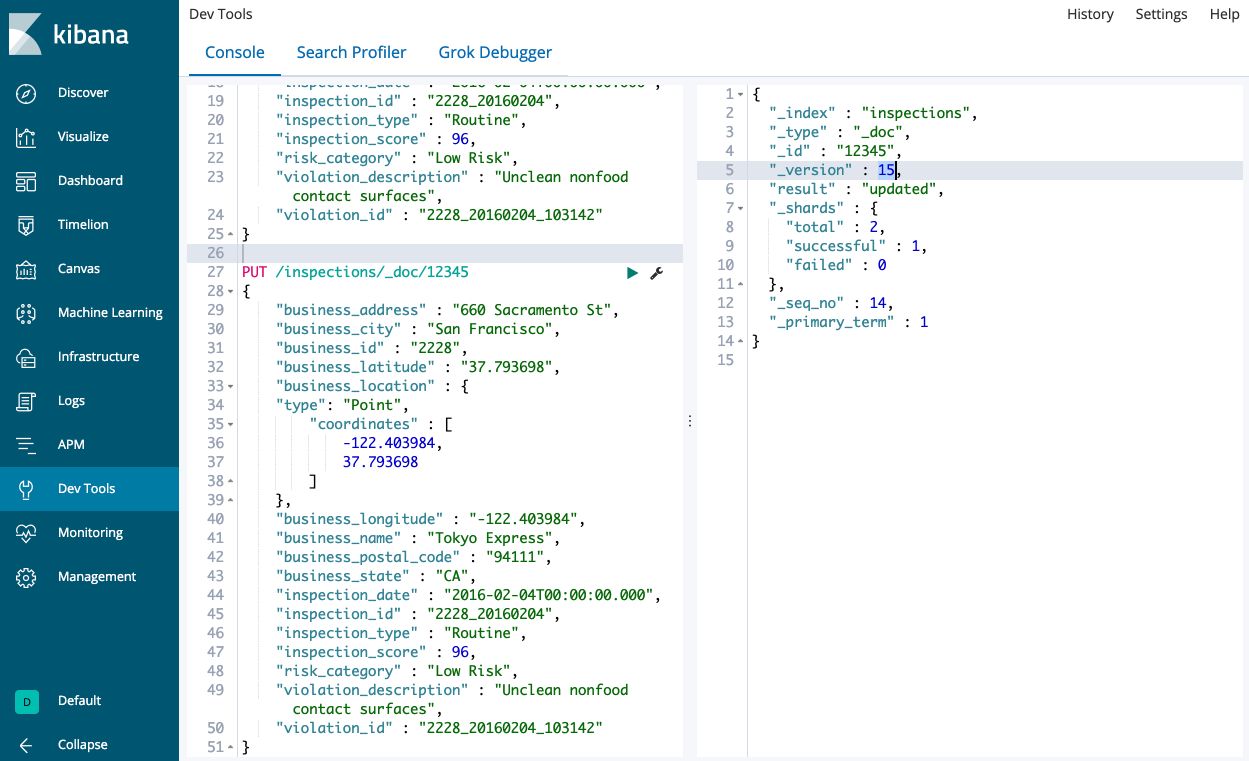 kibana
Discover
Visualize
Dashboard
Timelion
Canvas
Machine Learning
Infrastructure
Logs
APM
Dev Tools
Monitoring
Management
D Default
Collapse
Dev Tools
History Settings Help
Console Search Profiler Grok Debugger
19 "inspection_id" : "2228_20160204",
20 "inspection_type" : "Routine",
21 "inspection_score" : 96,
22 "risk_category" : "Low Risk",
23 "violation_description" : "Unclean nonfood
contact surfaces",
24 "violation_id" : "2228_20160204_103142"
25 }
26
27 PUT /inspections/_doc/12345
28 {
29 "business_address" : "660 Sacramento St",
30 "business_city" : "San Francisco",
31 "business_id" : "2228",
32 "business_latitude" : "37.793698",
33 "business_location" : {
34 "type": "Point",
35 "coordinates" : [
36 -122.403984,
37 37.793698
38 ]
39 },
40 "business_longitude" : "-122.403984",
41 "business_name" : "Tokyo Express",
42 "business_postal_code" : "94111",
43 "business_state" : "CA",
44 "inspection_date" : "2016-02-04T00:00:00.000",
45 "inspection_id" : "2228_20160204",
46 "inspection_type" : "Routine",
47 "inspection_score" : 96,
48 "risk_category" : "Low Risk",
49 "violation_description" : "Unclean nonfood
contact surfaces",
50 "violation_id" : "2228_20160204_103142"
51 }
1 {
2 "_index" : "inspections",
3 "_type" : "_doc",
4 "_id" : "12345",
5 "_version" : 15,
6 "result" : "updated",
7 "_shards" : {
8 "total" : 2,
9 "successful" : 1,
10 "failed" : 0
11 },
12 "_seq_no" : 14,
13 "_primary_term" : 1
14 }
15